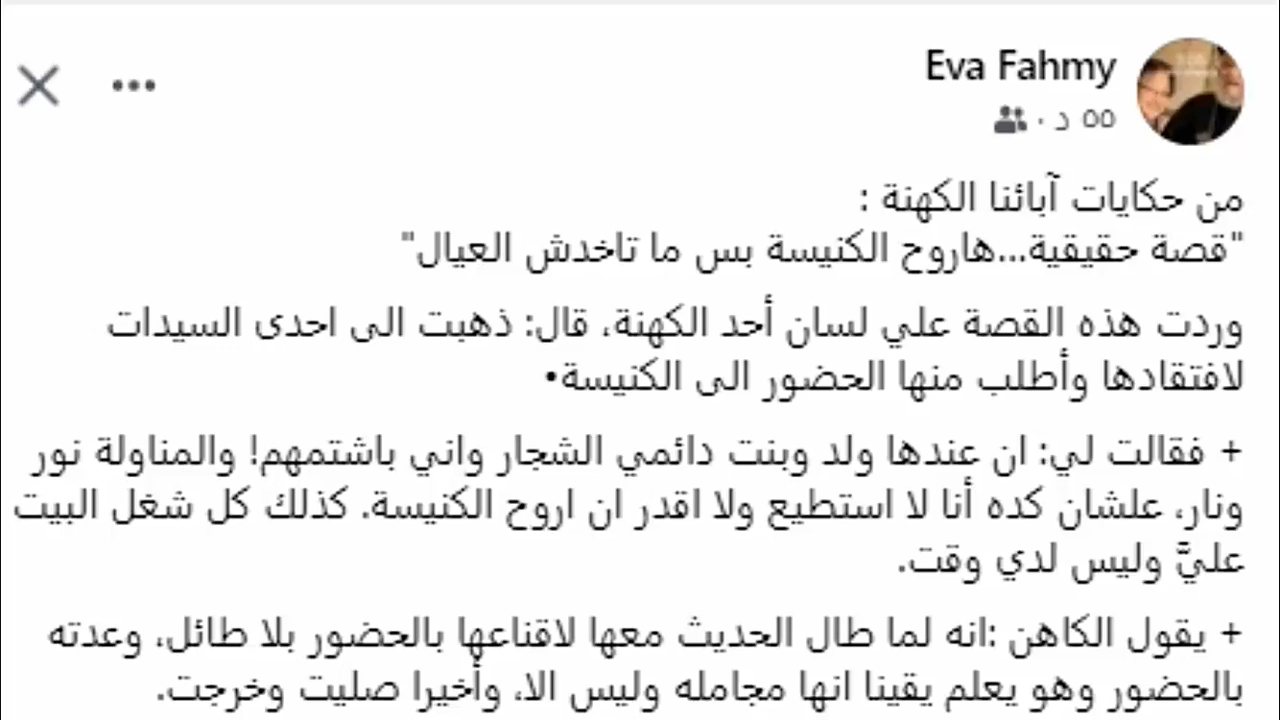 Eva Fahmy
٥٥ د ·
من حكايات آبائنا الكهنة :
"قصة حقيقية...هاروح الكنيسة بس ما تاخدش العيال"
وردت هذه القصة علي لسان أحد الكهنة، قال: ذهبت الى احدى السيدات
لافتقادها وأطلب منها الحضور الى الكنيسة•
+ فقالت لي: ان عندها ولد وبنت دائمي الشجار واني باشتمهم! والمناولة نور
ونار، علشان كده أنا لا استطيع ولا اقدر ان اروح الكنيسة. كذلك كل شغل البيت
عليَّ وليس لدي وقت.
+ يقول الكاهن :انه لما طال الحديث معها لاقناعها بالحضور بلا طائل، وعدته
بالحضور وهو يعلم يقينا انها مجامله وليس الا، وأخيرا صليت وخرجت.